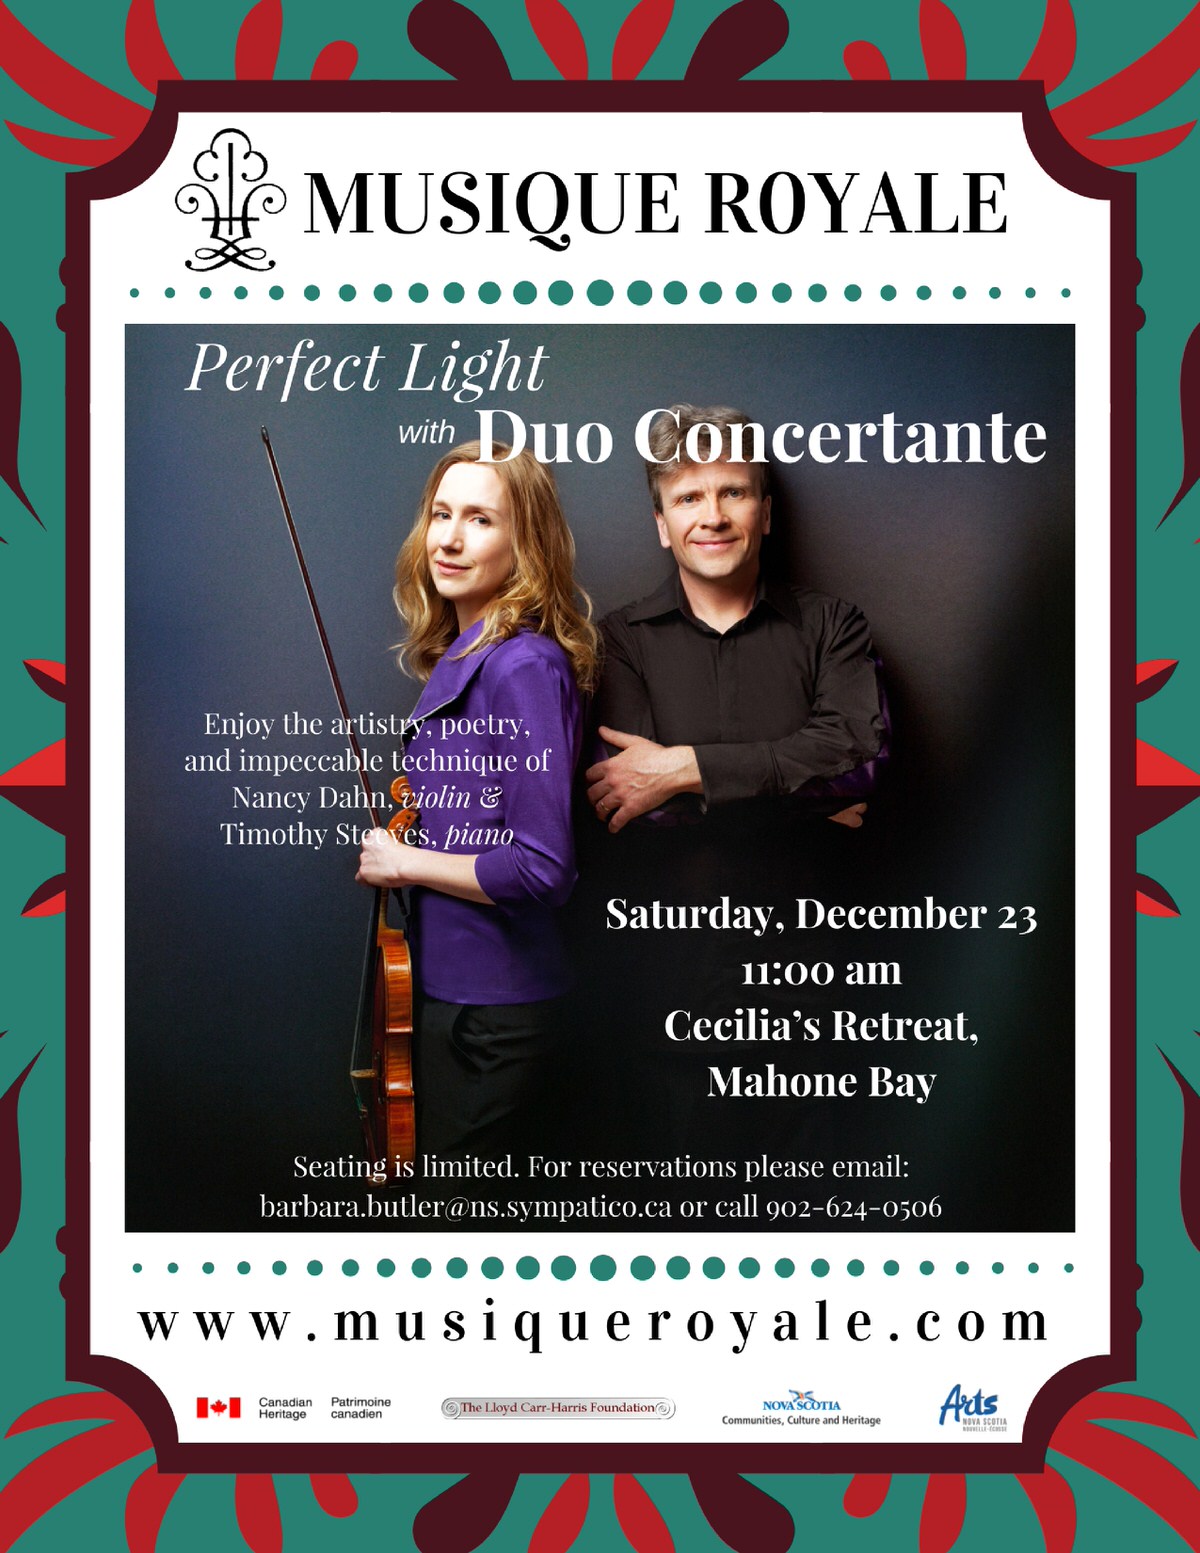 MUSIQUE ROYALE
Perfect Light
with Duo Concertante
Enjoy the artistry, poetry,
and impeccable technique of
Nancy Dahn, violin &
Timothy Steeves, piano
Saturday, December 23
11:00 am
Cecilia's Retreat,
Mahone Bay
Seating is limited. For reservations please email:
barbara.butler@ns.sympatico.ca or call 902-624-0506
www.musiqueroyale.com
Canadian Heritage
Patrimoine canadien
The Lloyd Carr-Harris Foundation
NOVA SCOTIA
Communities, Culture and Heritage
Arts
NOVA SCOTIA
NOUVELLE-ÉCOSSE